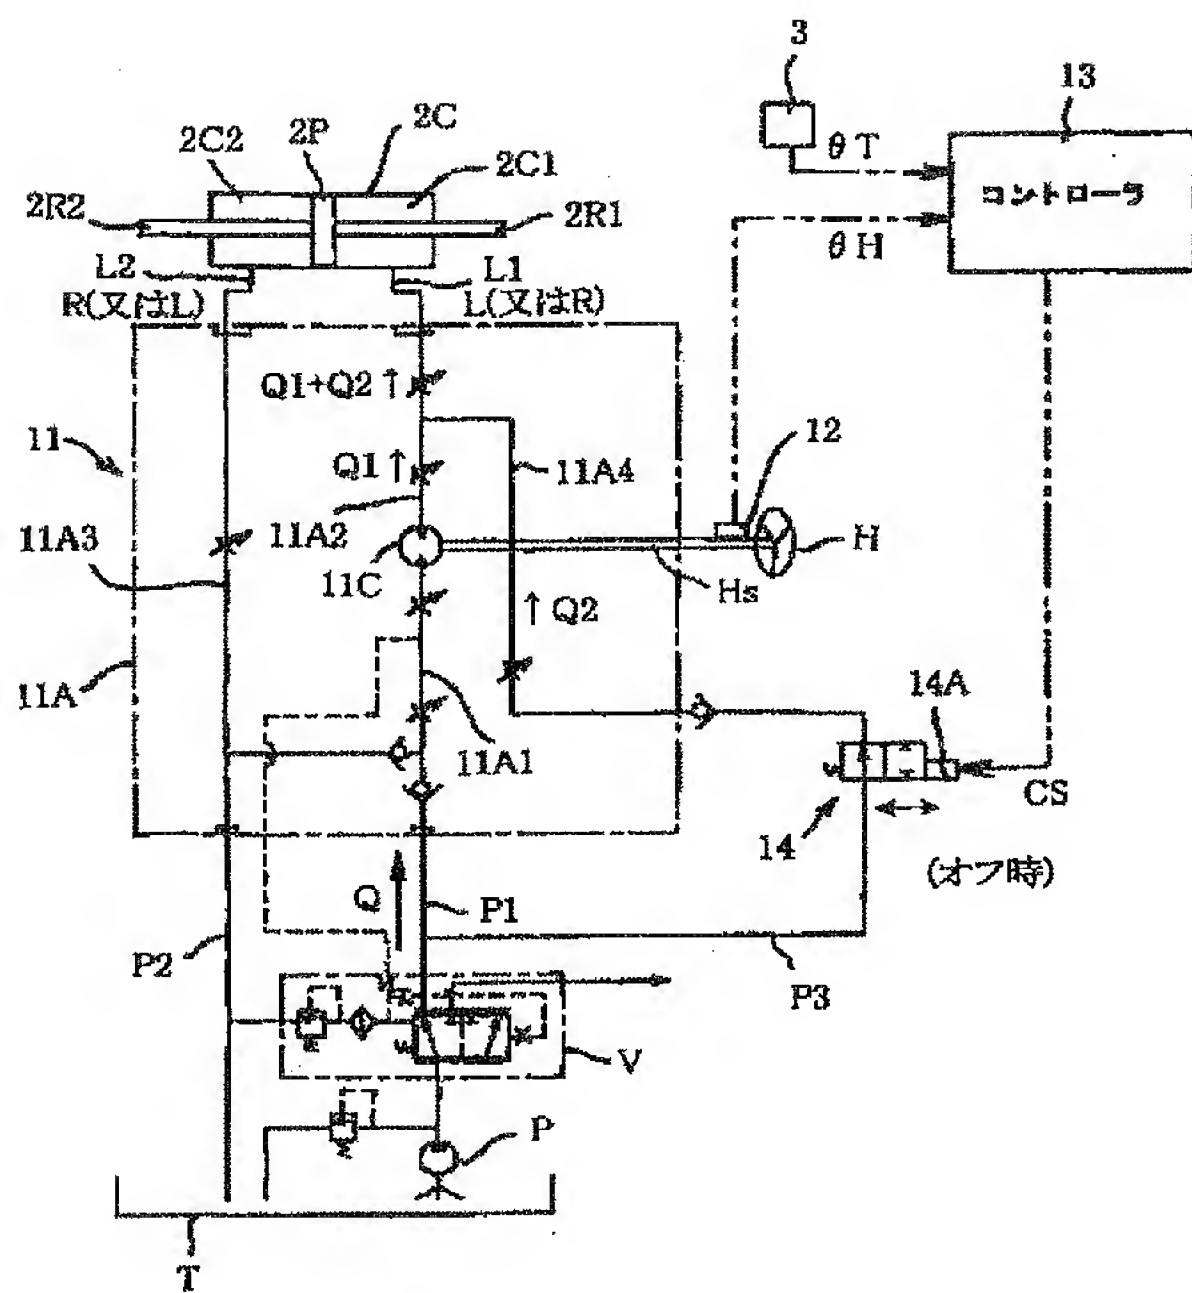 3
13
2C2
2P
2C
2C1
θT
コントローラ
2R2
2R1
θH
L2
L1
R(又はL)
L(又はR)
Q1+Q2↑
11
12
Q1↑
11A4
11A3
11A2
11C
H
Hs
↑Q2
11A
14A
11A1
CS
14
(オフ時)
Q
P1
P2
P3
V
P
T